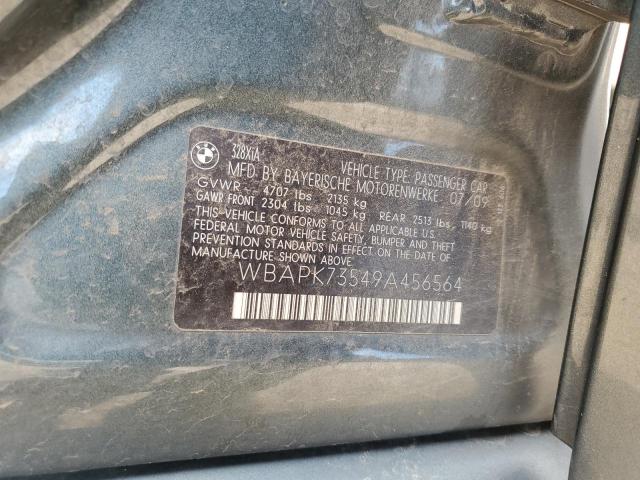 BMW
328XiA
VEHICLE TYPE: PASSENGER CAR
MFD. BY BAYERISCHE MOTORENWERKE 07/09
GVWR 4707 lbs 2135 kg
GAWR FRONT 2304 lbs 1045 kg REAR 2513 lbs 1140 kg
THIS VEHICLE CONFORMS TO ALL APPLICABLE U.S.
FEDERAL MOTOR VEHICLE SAFETY, BUMPER AND THEFT
PREVENTION STANDARDS IN EFFECT ON THE DATE OF
MANUFACTURE SHOWN ABOVE.
WBAPK73549A456564